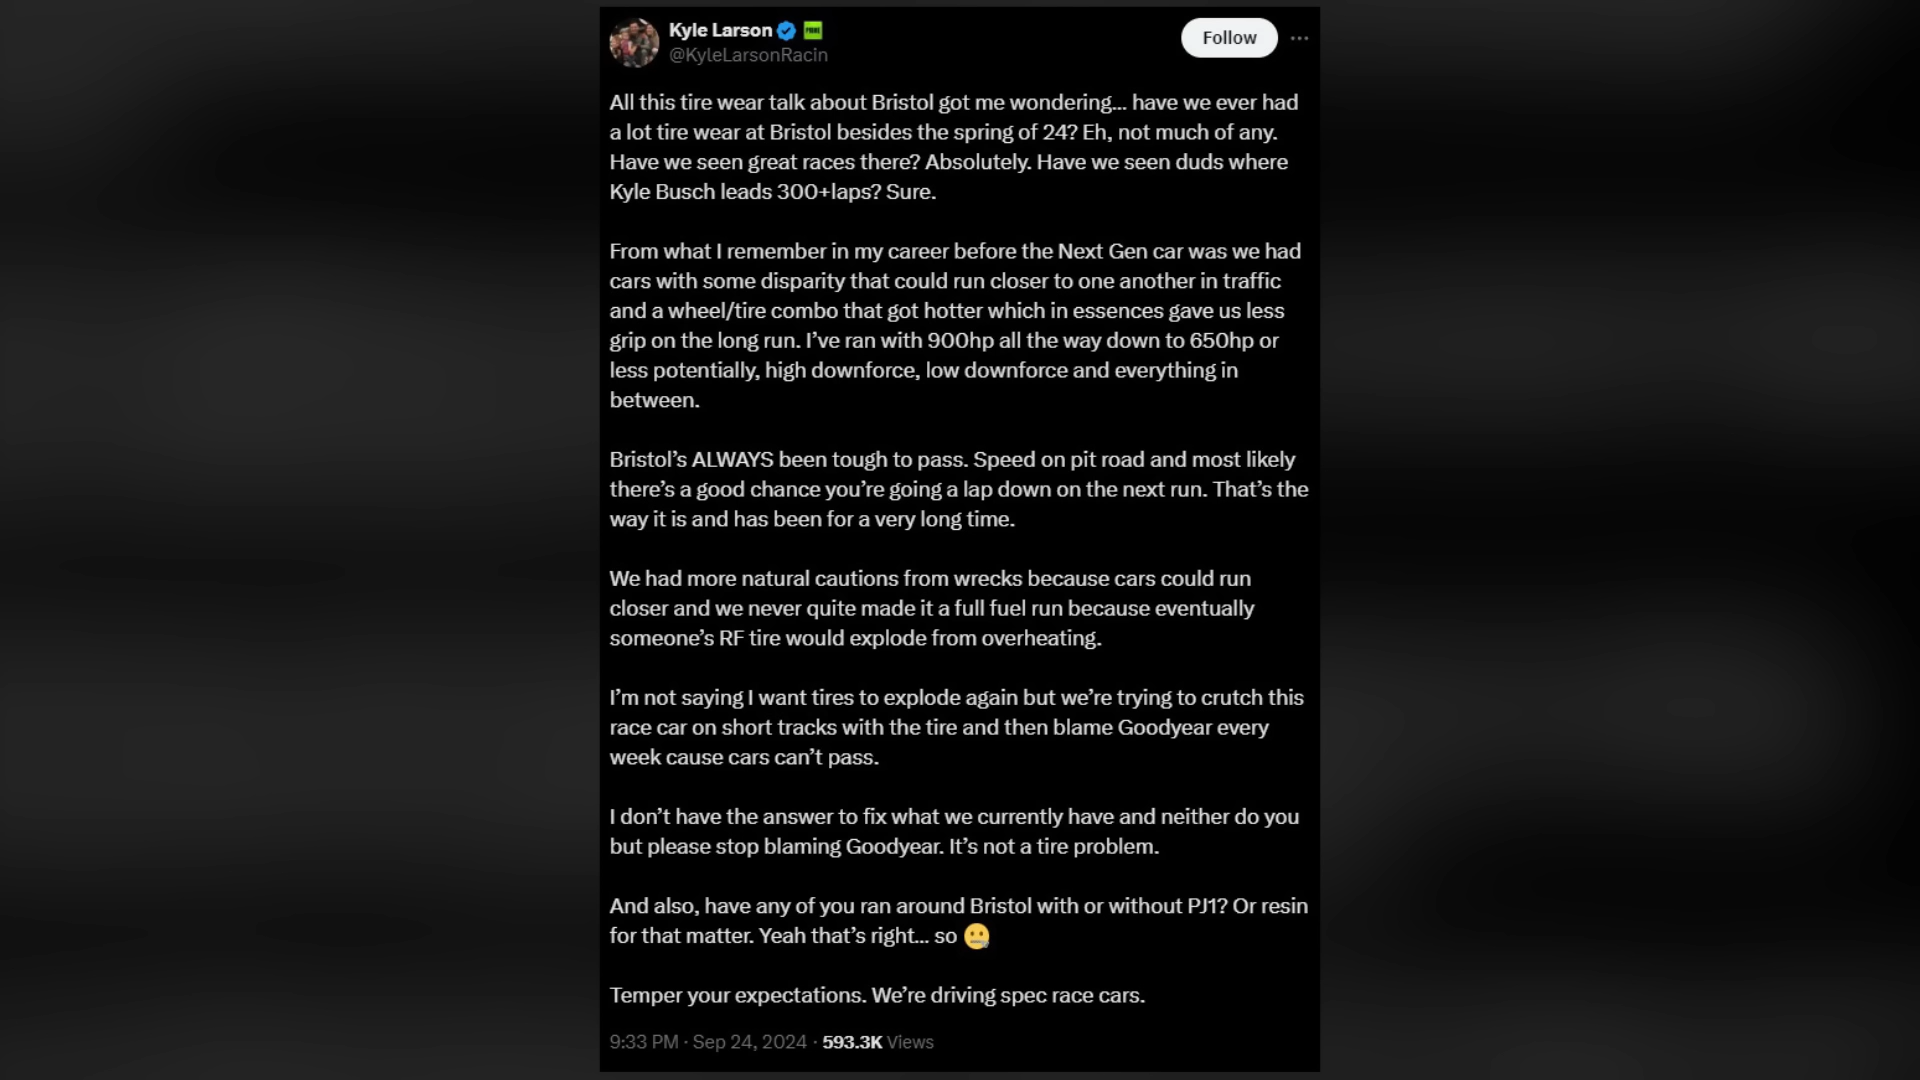 Kyle Larson
@KyleLarsonRacin
Follow
All this tire wear talk about Bristol got me wondering... have we ever had
a lot tire wear at Bristol besides the spring of 24? Eh, not much of any.
Have we seen great races there? Absolutely. Have we seen duds where
Kyle Busch leads 300+laps? Sure.
From what I remember in my career before the Next Gen car was we had
cars with some disparity that could run closer to one another in traffic
and a wheel/tire combo that got hotter which in essences gave us less
grip on the long run. I’ve ran with 900hp all the way down to 650hp or
less potentially, high downforce, low downforce and everything in
between.
Bristol’s ALWAYS been tough to pass. Speed on pit road and most likely
there’s a good chance you’re going a lap down on the next run. That’s the
way it is and has been for a very long time.
We had more natural cautions from wrecks because cars could run
closer and we never quite made it a full fuel run because eventually
someone’s RF tire would explode from overheating.
I’m not saying I want tires to explode again but we’re trying to crutch this
race car on short tracks with the tire and then blame Goodyear every
week cause cars can’t pass.
I don’t have the answer to fix what we currently have and neither do you
but please stop blaming Goodyear. It’s not a tire problem.
And also, have any of you ran around Bristol with or without PJ1? Or resin
for that matter. Yeah that’s right... so 🤐
Temper your expectations. We’re driving spec race cars.
9:33 PM · Sep 24, 2024 · 593.3K Views